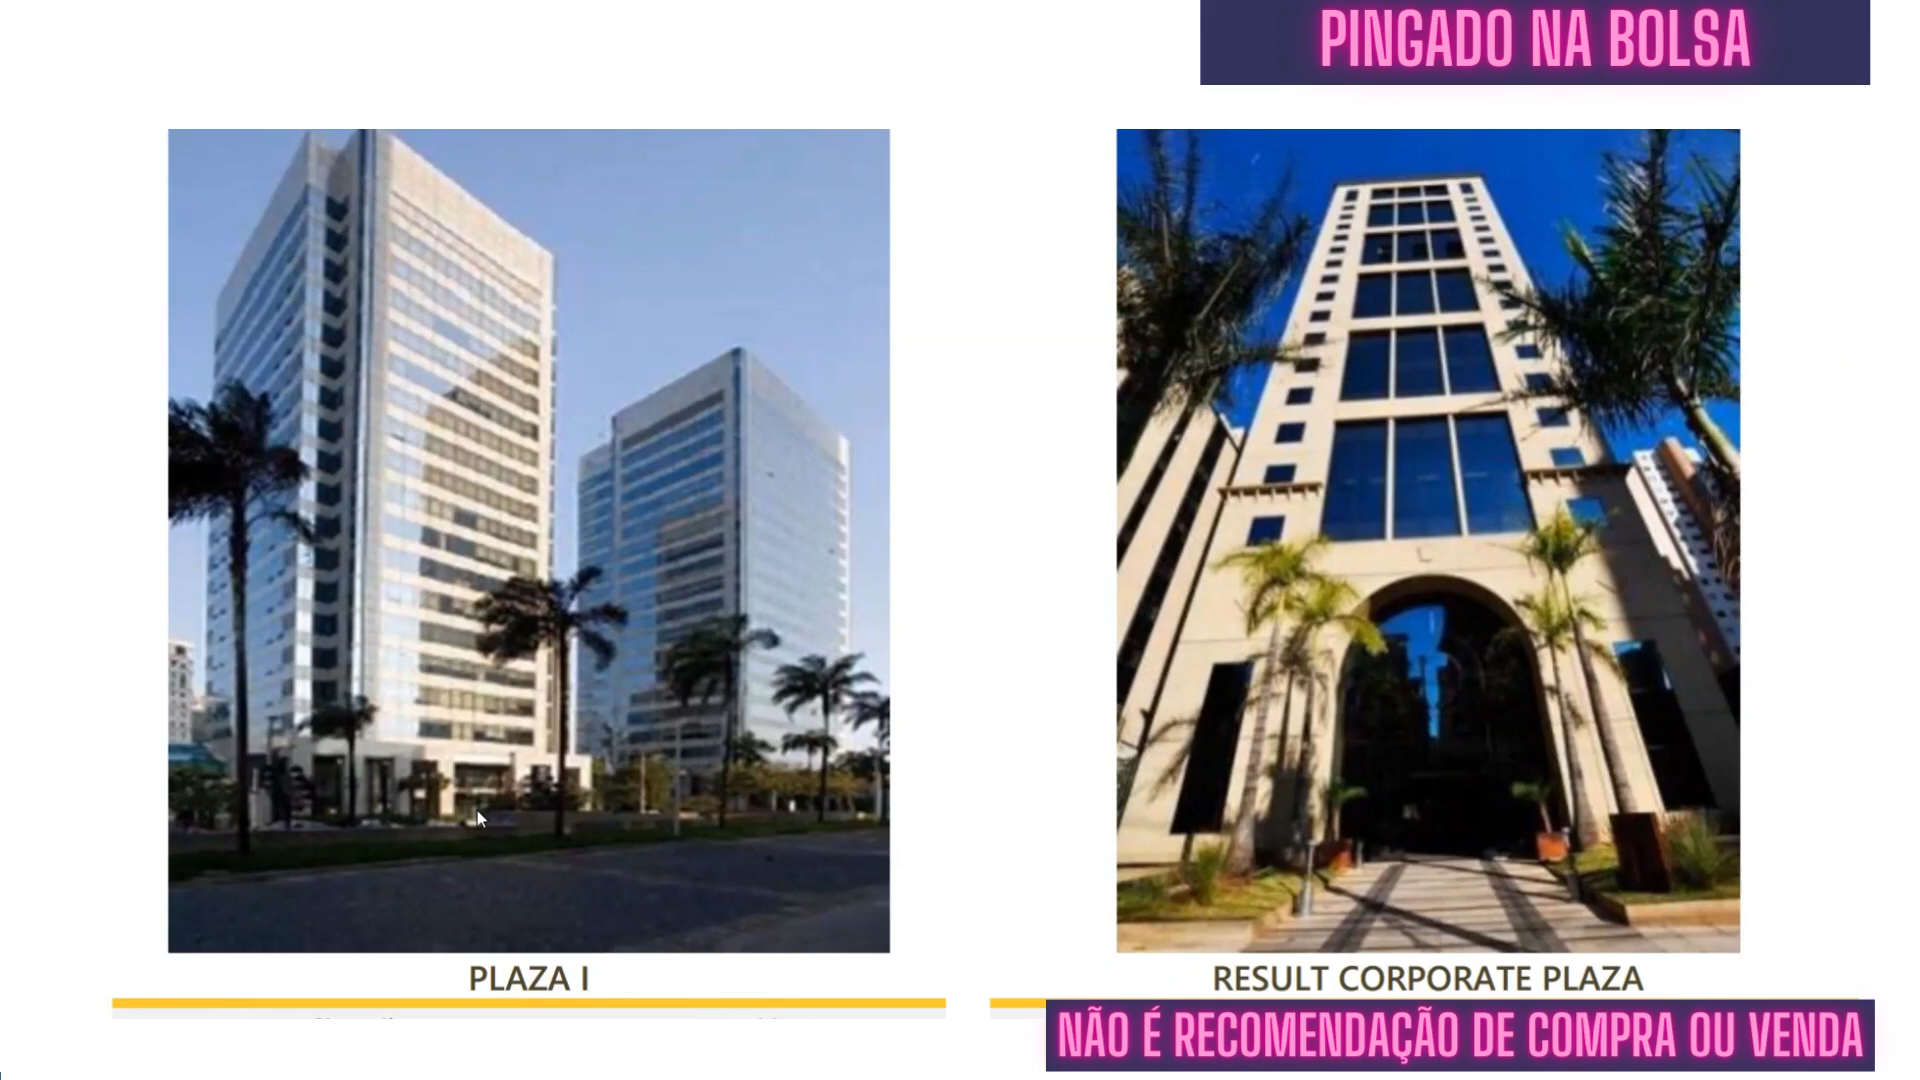 PINGADO NA BOLSA
PLAZA I
RESULT CORPORATE PLAZA
NÃO É RECOMENDAÇÃO DE COMPRA OU VENDA